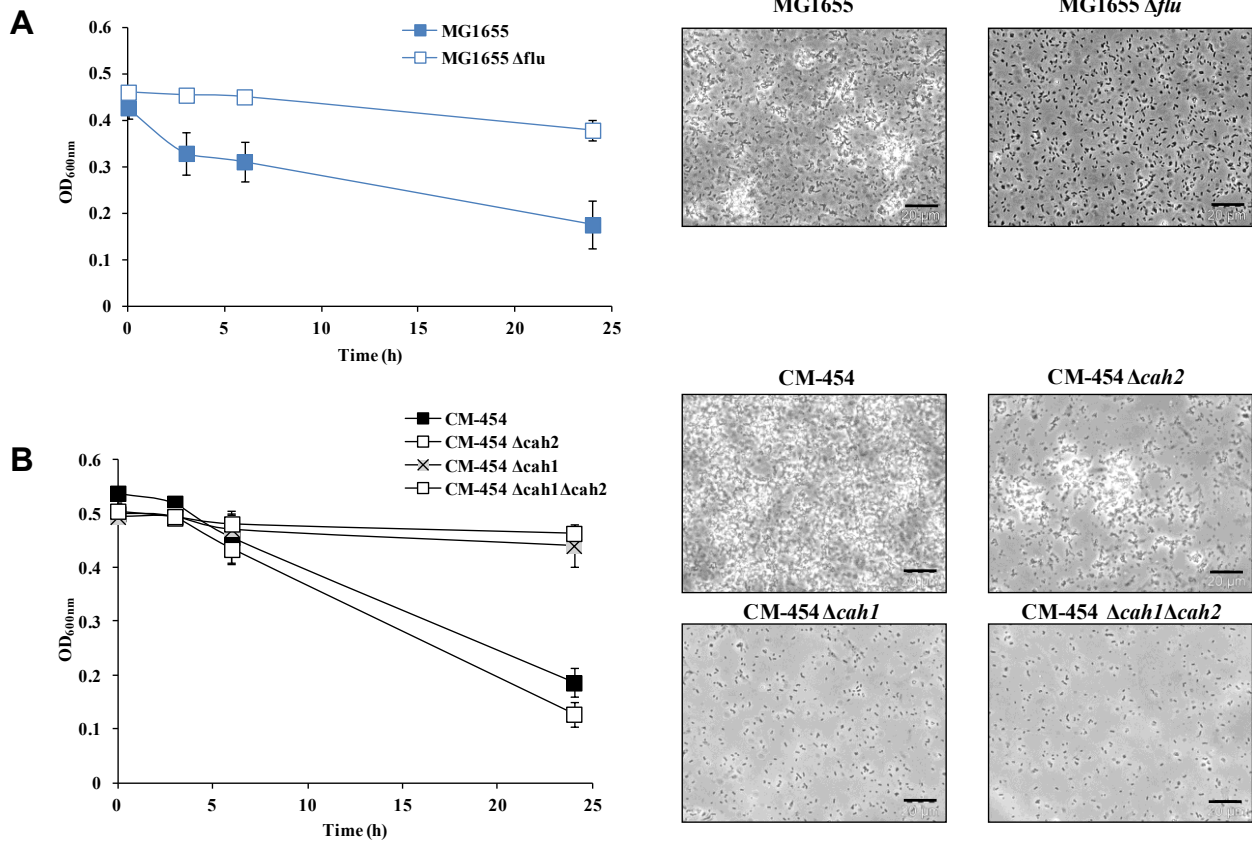 A
MG1655
MG1655 Δflu
0.6
0.5
0.4
0.3
0.2
0.1
0
OD600nm
0
5
10
15
20
25
Time (h)
MG1655
MG1655 Δflu
20 µm
20 µm
B
CM-454
CM-454 Δcah2
CM-454 Δcah1
CM-454 Δcah1Δcah2
0.6
0.5
0.4
0.3
0.2
0.1
0
OD600nm
0
5
10
15
20
25
Time (h)
CM-454
CM-454 Δcah2
20 µm
CM-454 Δcah1
CM-454 Δcah1Δcah2